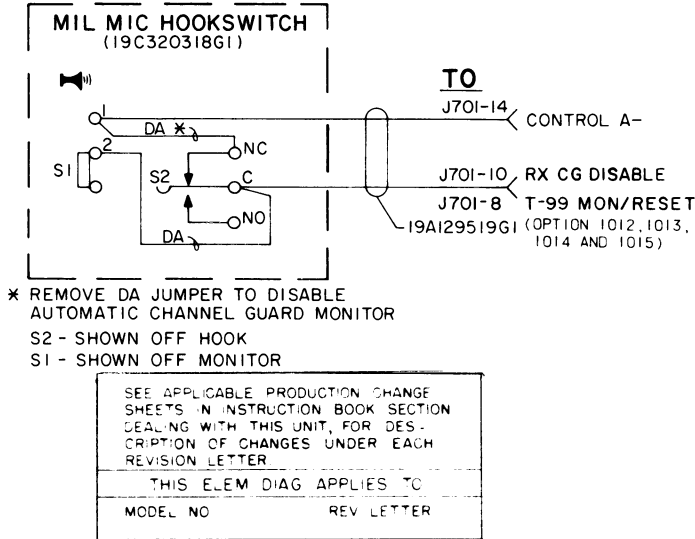 MIL MIC HOOKSWITCH
(19C320318G1)
TO
J701-14
CONTROL A-
1
DA *
2
NC
S1
S2
C
J701-10
RX CG DISABLE
J701-8
T-99 MON/RESET
NO
19A129519G1
(OPTION 1012,1013,
1014 AND 1015)
DA
* REMOVE DA JUMPER TO DISABLE
AUTOMATIC CHANNEL GUARD MONITOR
S2 - SHOWN OFF HOOK
S1 - SHOWN OFF MONITOR
SEE APPLICABLE PRODUCTION CHANGE
SHEETS IN INSTRUCTION BOOK SECTION
DEALING WITH THIS UNIT, FOR DES-
CRIPTION OF CHANGES UNDER EACH
REVISION LETTER
THIS ELEM DIAG APPLIES TO
MODEL NO
REV LETTER